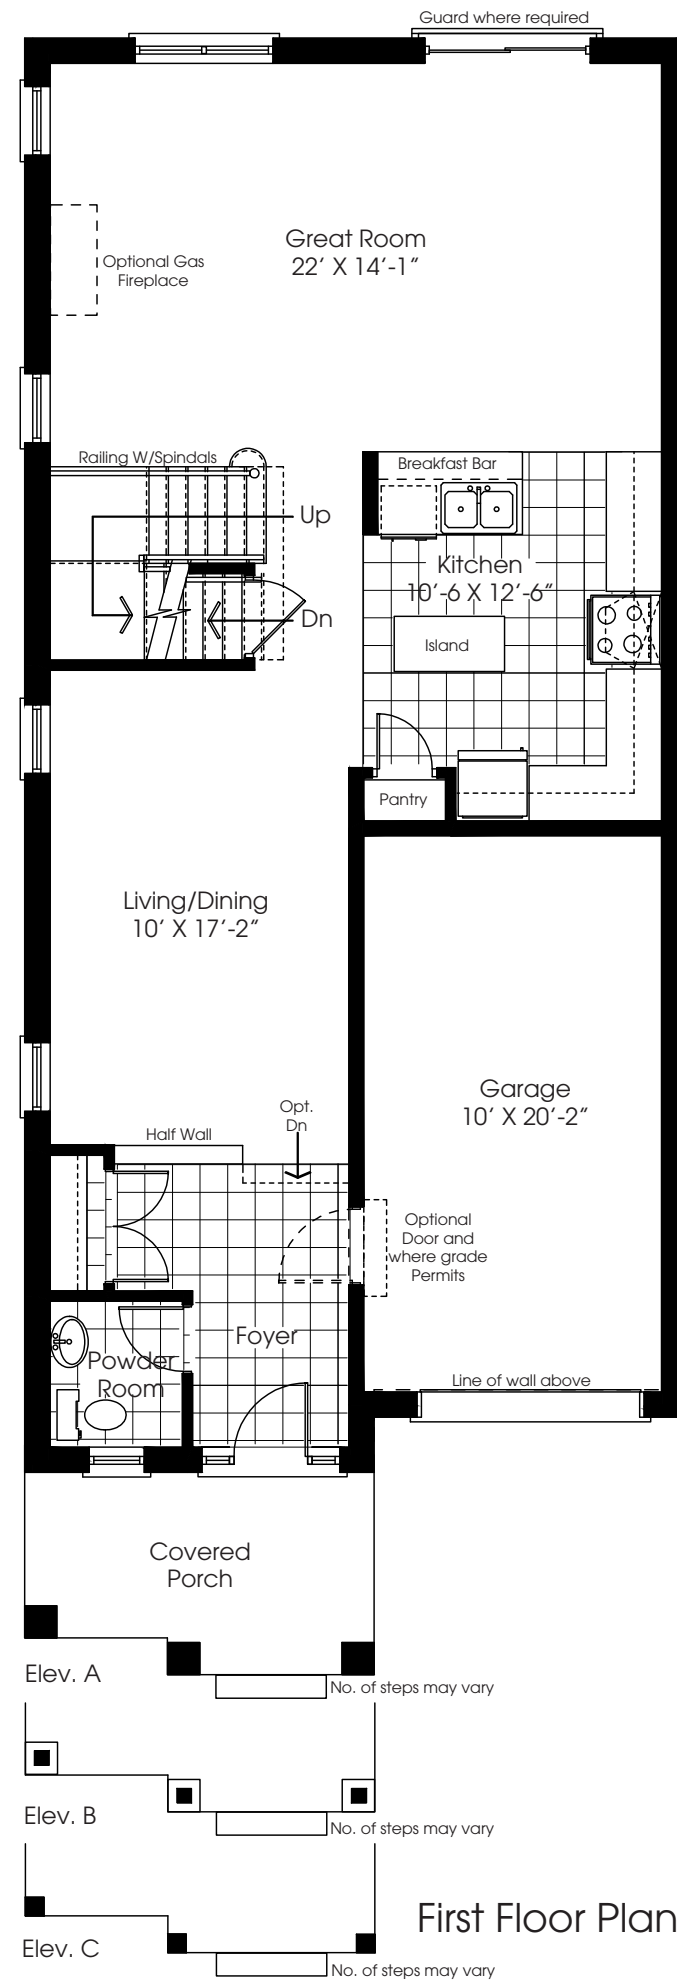 Guard where required
Great Room
22’ X 14’-1”
Optional Gas
Fireplace
Railing W/Spindals
Breakfast Bar
Up
Kitchen
10’-6 X 12’-6”
Dn
Island
Pantry
Living/Dining
10’ X 17’-2”
Garage
10’ X 20’-2”
Opt.
Dn
Half Wall
Optional
Door and
where grade
Permits
Foyer
Powder
Room
Line of wall above
Covered
Porch
Elev. A
No. of steps may vary
Elev. B
No. of steps may vary
First Floor Plan
Elev. C
No. of steps may vary